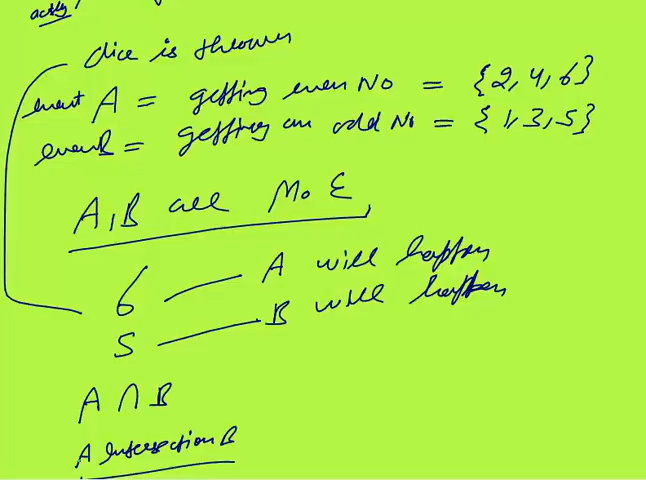 dice is thrown
event A = getting even No = {2, 4, 6}
event B = getting an odd No = {1, 3, 5}
A, B are M. E,
6 — A will happen
5 — B will happen
A ∩ B
A Intersection B